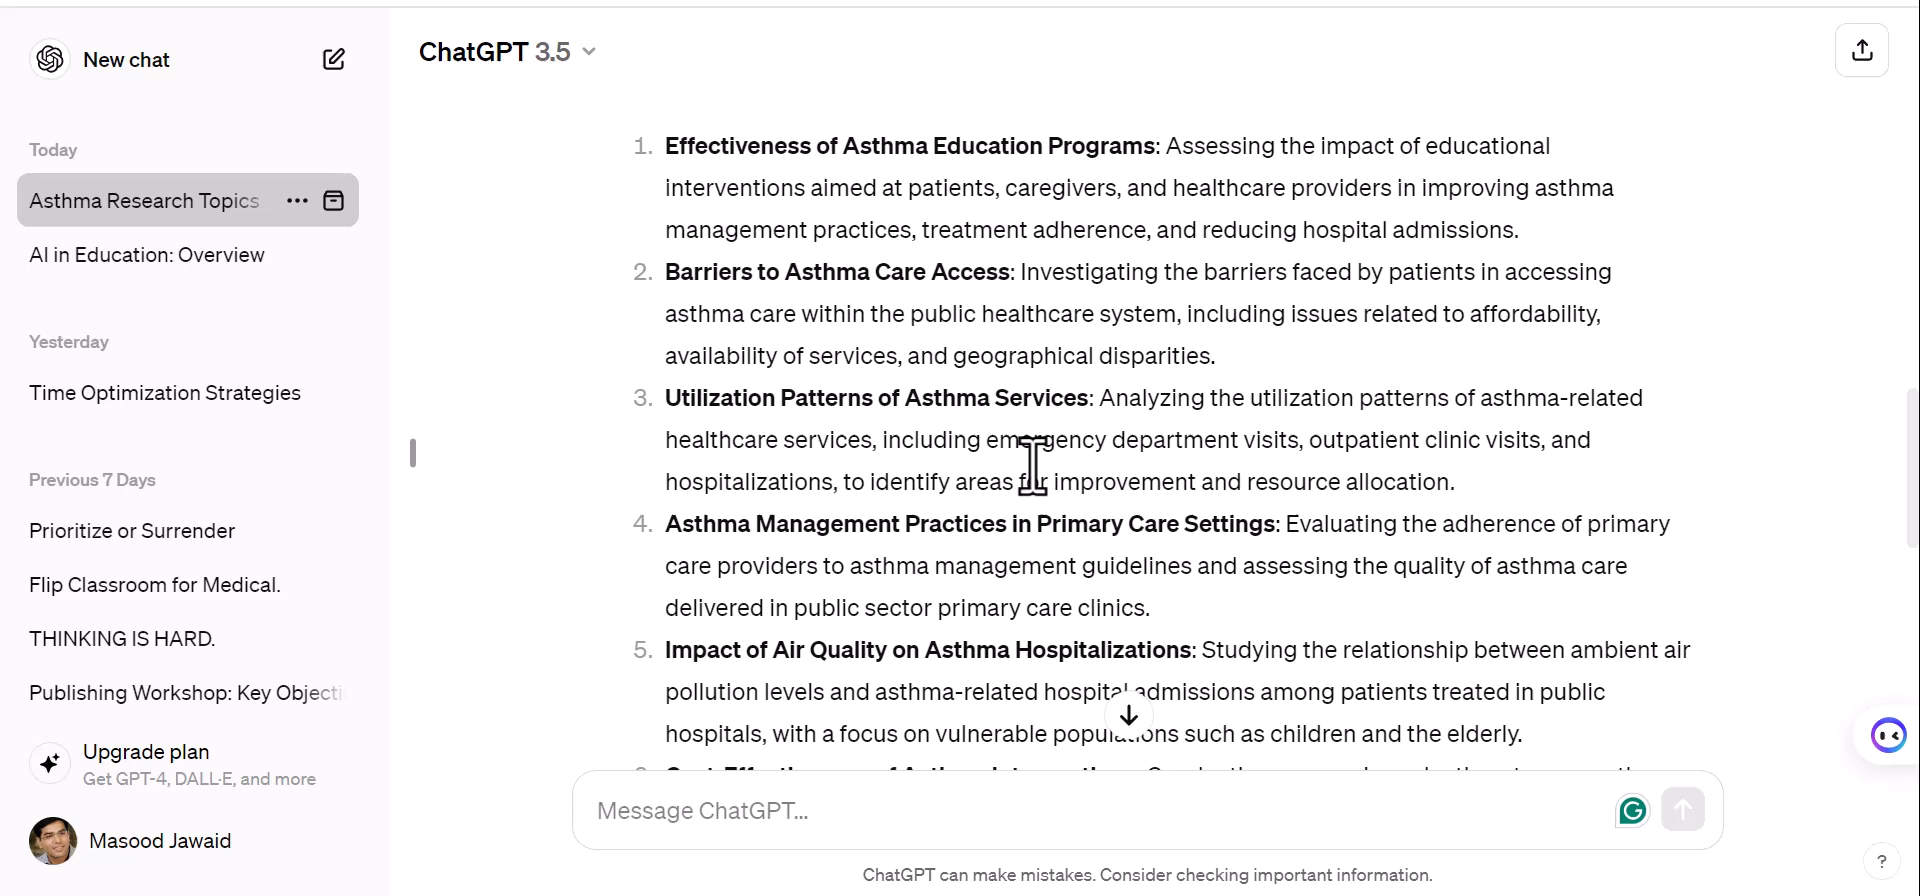 New chat
Today
Asthma Research Topics
AI in Education: Overview
Yesterday
Time Optimization Strategies
Previous 7 Days
Prioritize or Surrender
Flip Classroom for Medical.
THINKING IS HARD.
Publishing Workshop: Key Objecti
Upgrade plan
Get GPT-4, DALL·E, and more
Masood Jawaid
ChatGPT 3.5
1. Effectiveness of Asthma Education Programs: Assessing the impact of educational
interventions aimed at patients, caregivers, and healthcare providers in improving asthma
management practices, treatment adherence, and reducing hospital admissions.
2. Barriers to Asthma Care Access: Investigating the barriers faced by patients in accessing
asthma care within the public healthcare system, including issues related to affordability,
availability of services, and geographical disparities.
3. Utilization Patterns of Asthma Services: Analyzing the utilization patterns of asthma-related
healthcare services, including emergency department visits, outpatient clinic visits, and
hospitalizations, to identify areas for improvement and resource allocation.
4. Asthma Management Practices in Primary Care Settings: Evaluating the adherence of primary
care providers to asthma management guidelines and assessing the quality of asthma care
delivered in public sector primary care clinics.
5. Impact of Air Quality on Asthma Hospitalizations: Studying the relationship between ambient air
pollution levels and asthma-related hospital admissions among patients treated in public
hospitals, with a focus on vulnerable populations such as children and the elderly.
Message ChatGPT...
ChatGPT can make mistakes. Consider checking important information.
?